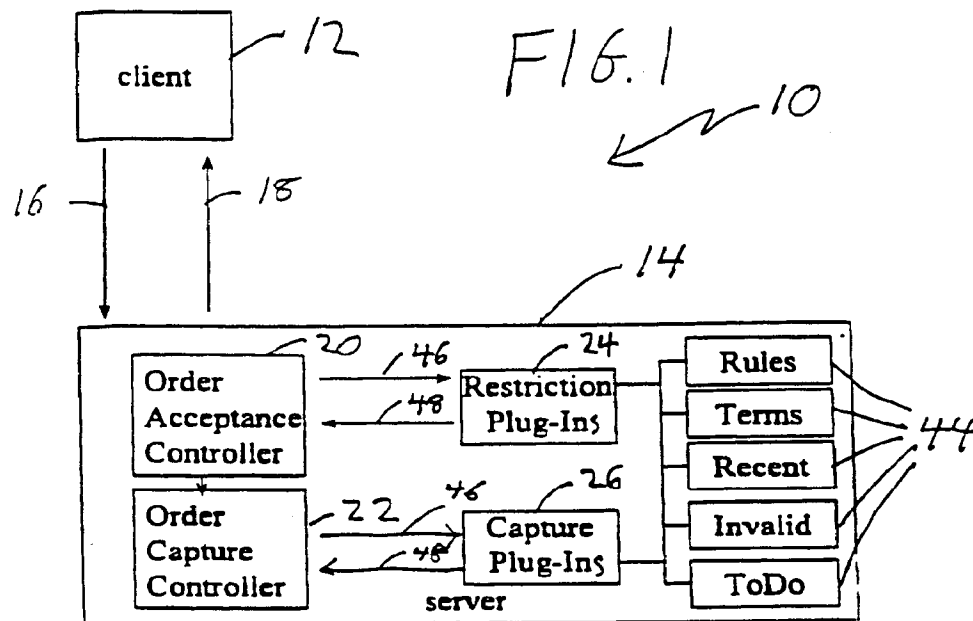 12
client
FIG. 1
10
16
18
14
20
Order
Acceptance
Controller
46
48
24
Restriction
Plug-Ins
Rules
Terms
Recent
Invalid
ToDo
44
Order
Capture
Controller
22
46
48
26
Capture
Plug-Ins
server